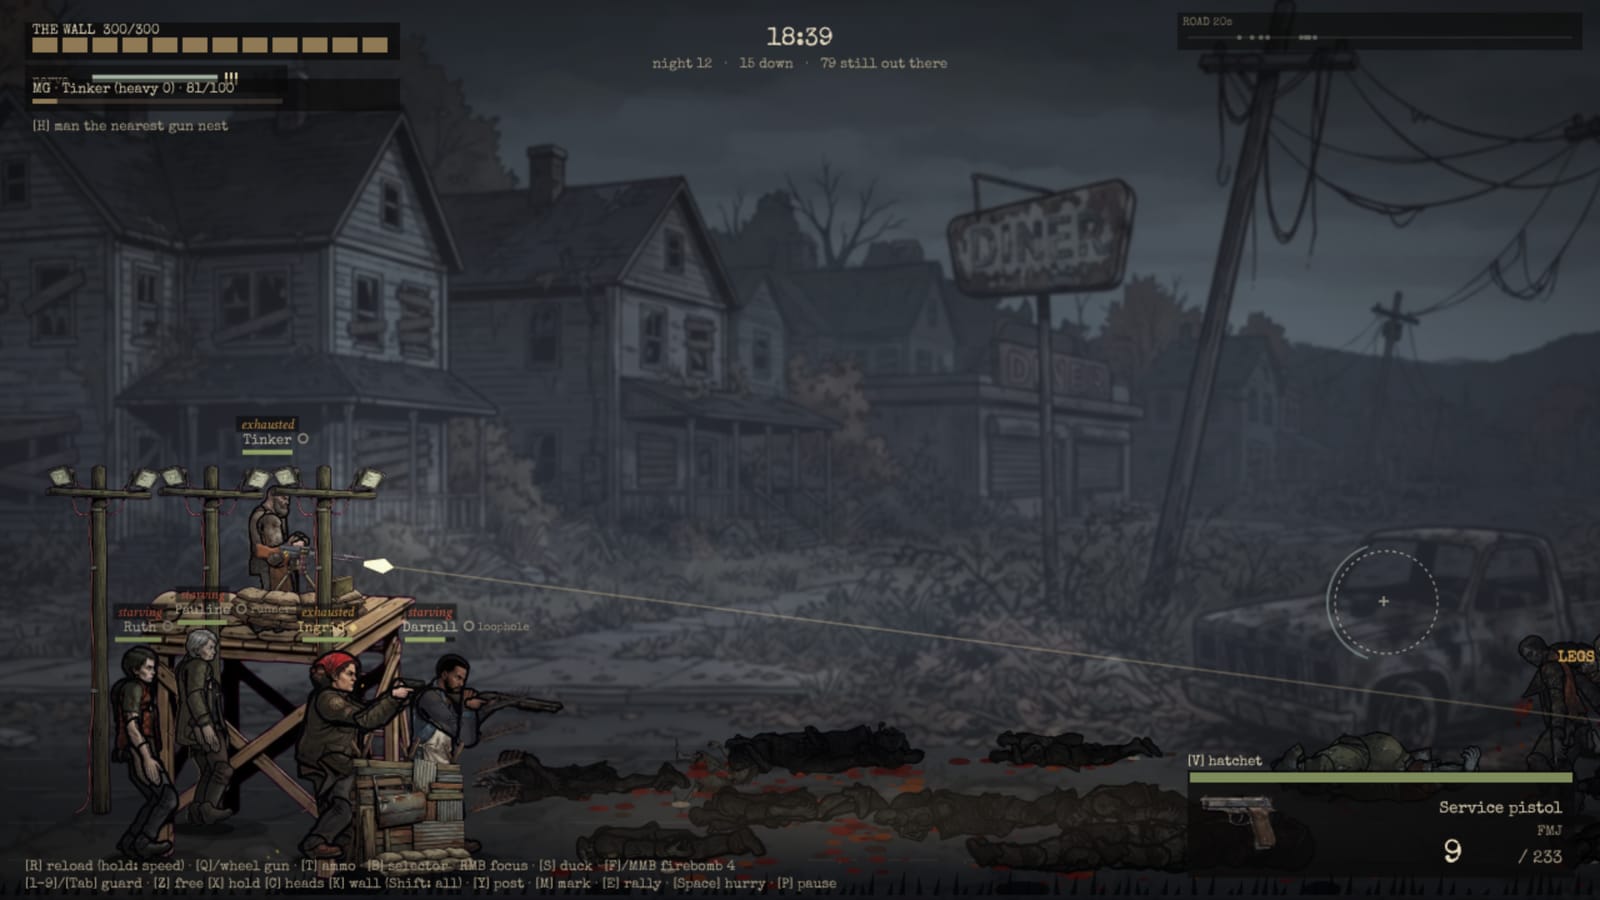 THE WALL 300/300
MG · Tinker (heavy 0) · 81/100
[H] man the nearest gun nest
18:39
night 12 · 15 down · 79 still out there
ROAD 20s
DINER
DINER
exhausted
Tinker
starving
Pauline runners
starving
Ruth
exhausted
Ingrid
starving
Darnell loophole
LEGS
[V] hatchet
Service pistol
FMJ
9 / 233
[R] reload (hold: speed) · [Q]/wheel gun · [T] ammo · [B] selector · RMB focus · [S] duck · [F]/MMB firebomb 4
[1-9]/[Tab] guard · [Z] free [X] hold [C] heads [K] wall (Shift: all) · [Y] post · [M] mark · [E] rally · [Space] hurry · [P] pause